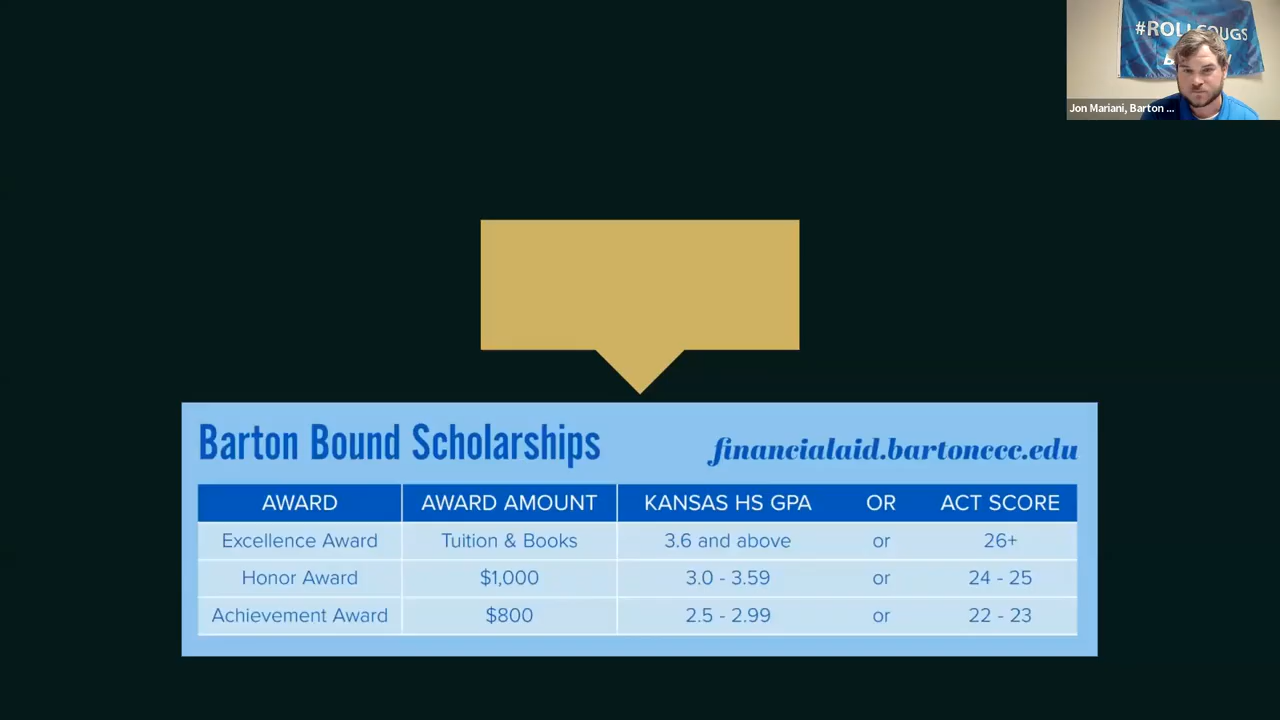 #ROLLCOUGS
Jon Mariani, Barton ...
Barton Bound Scholarships
financialaid.bartonccc.edu
AWARD AWARD AMOUNT KANSAS HS GPA OR ACT SCORE
Excellence Award Tuition & Books 3.6 and above or 26+
Honor Award $1,000 3.0 - 3.59 or 24 - 25
Achievement Award $800 2.5 - 2.99 or 22 - 23